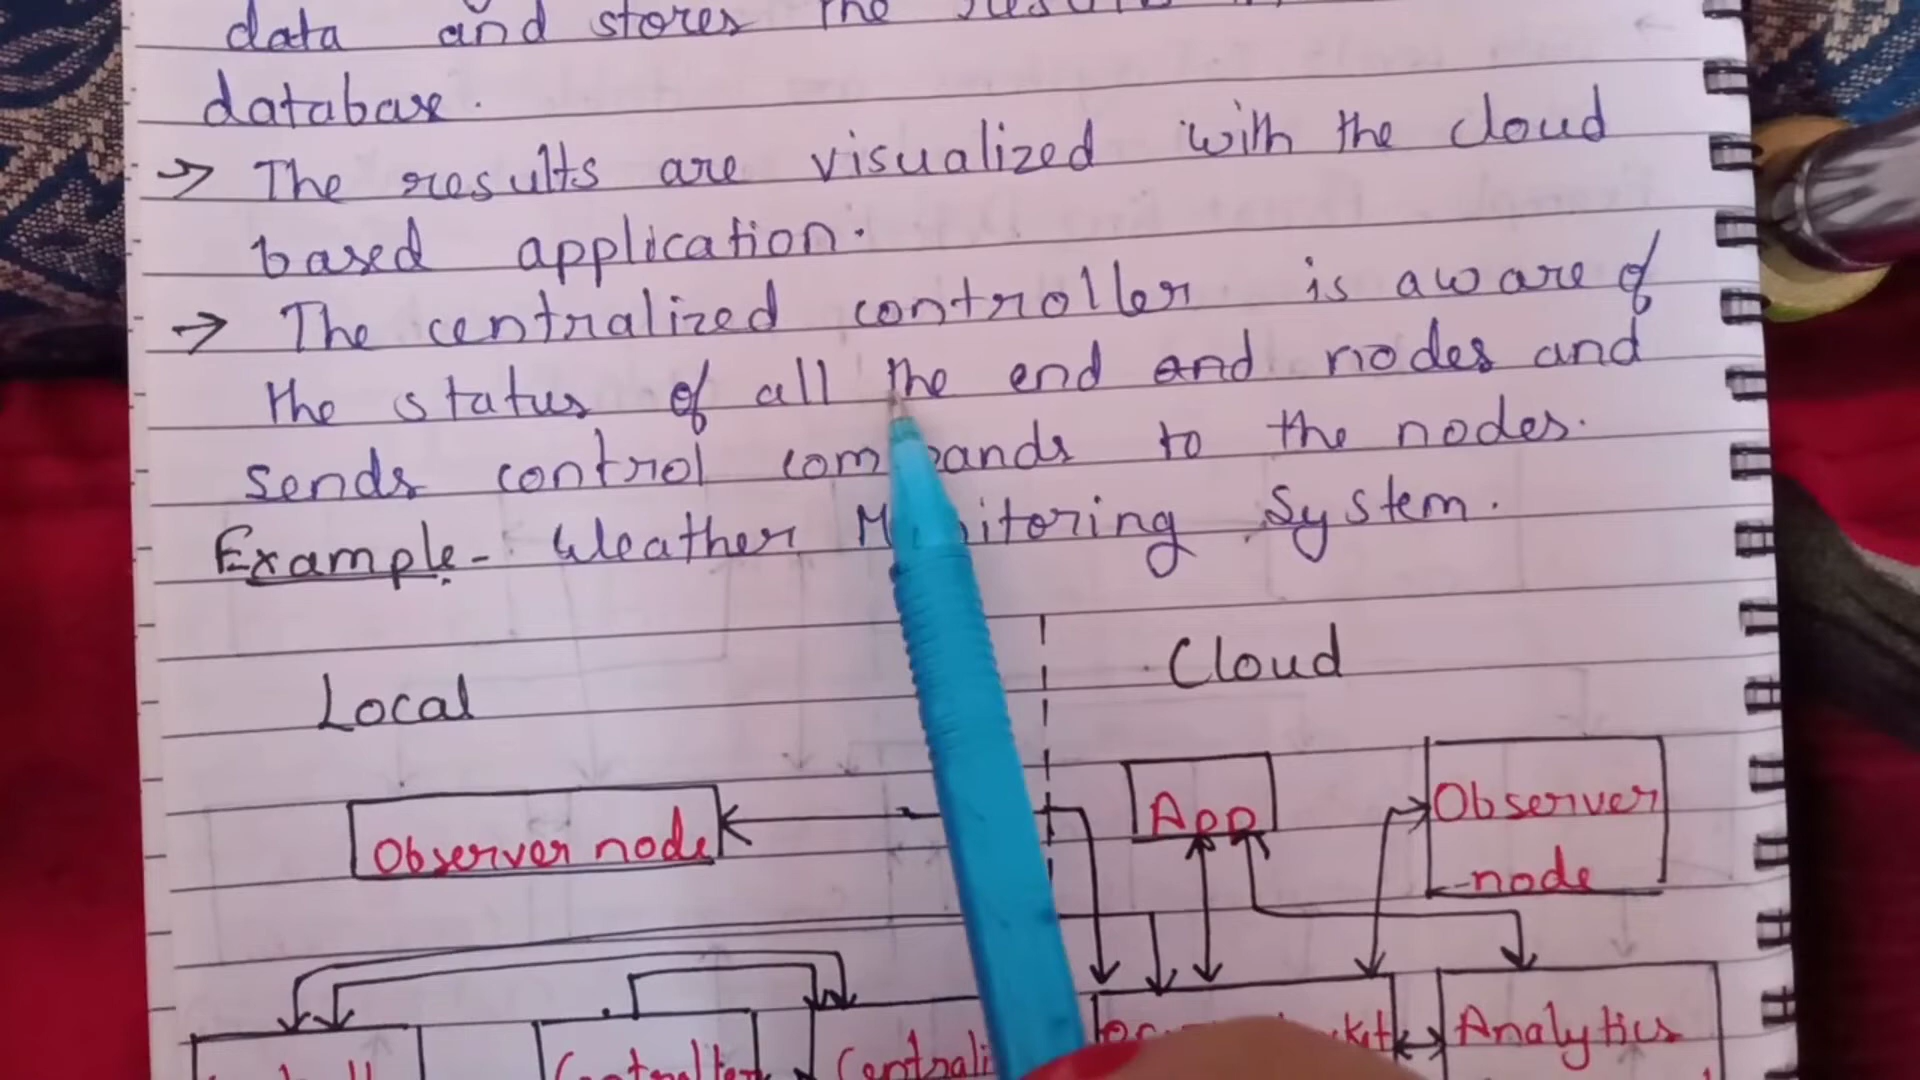 data and stores the
database.
→ The results are visualized with the cloud
based application.
→ The centralized controller is aware of
the status of all the end and nodes and
sends control commands to the nodes.
Example - Weather Monitoring System.
Local
Cloud
Observer node
App
Observer
node
Analytics